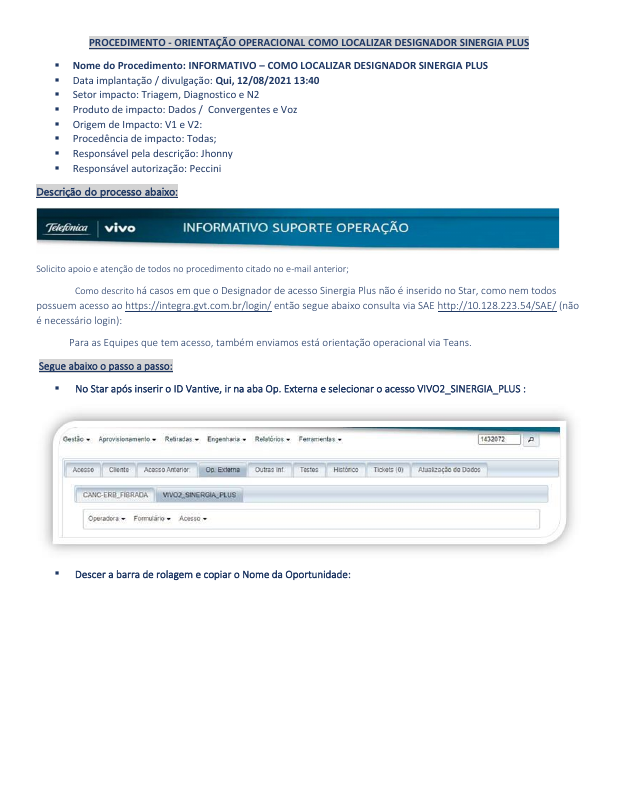 PROCEDIMENTO - ORIENTAÇÃO OPERACIONAL COMO LOCALIZAR DESIGNADOR SINERGIA PLUS
▪ Nome do Procedimento: INFORMATIVO – COMO LOCALIZAR DESIGNADOR SINERGIA PLUS
▪ Data implantação / divulgação: Qui, 12/08/2021 13:40
▪ Setor impacto: Triagem, Diagnostico e N2
▪ Produto de impacto: Dados / Convergentes e Voz
▪ Origem de Impacto: V1 e V2:
▪ Procedência de impacto: Todas;
▪ Responsável pela descrição: Jhonny
▪ Responsável autorização: Peccini
Descrição do processo abaixo:
Telefónica | vivo INFORMATIVO SUPORTE OPERAÇÃO
Solicito apoio e atenção de todos no procedimento citado no e-mail anterior;
Como descrito há casos em que o Designador de acesso Sinergia Plus não é inserido no Star, como nem todos
possuem acesso ao https://integra.gvt.com.br/login/ então segue abaixo consulta via SAE http://10.128.223.54/SAE/ (não
é necessário login):
Para as Equipes que tem acesso, também enviamos está orientação operacional via Teans.
Segue abaixo o passo a passo:
▪ No Star após inserir o ID Vantive, ir na aba Op. Externa e selecionar o acesso VIVO2_SINERGIA_PLUS :
Gestão Aprovisionamento Retiradas Engenharia Relatórios Ferramentas 1432072
Acesso Cliente Acesso Anterior Op. Externa Outras Inf. Testes Histórico Tickets (0) Atualização de Dados
CANC-ERB_FIBRADA VIVO2_SINERGIA_PLUS
Operadora Formulário Acesso
▪ Descer a barra de rolagem e copiar o Nome da Oportunidade: